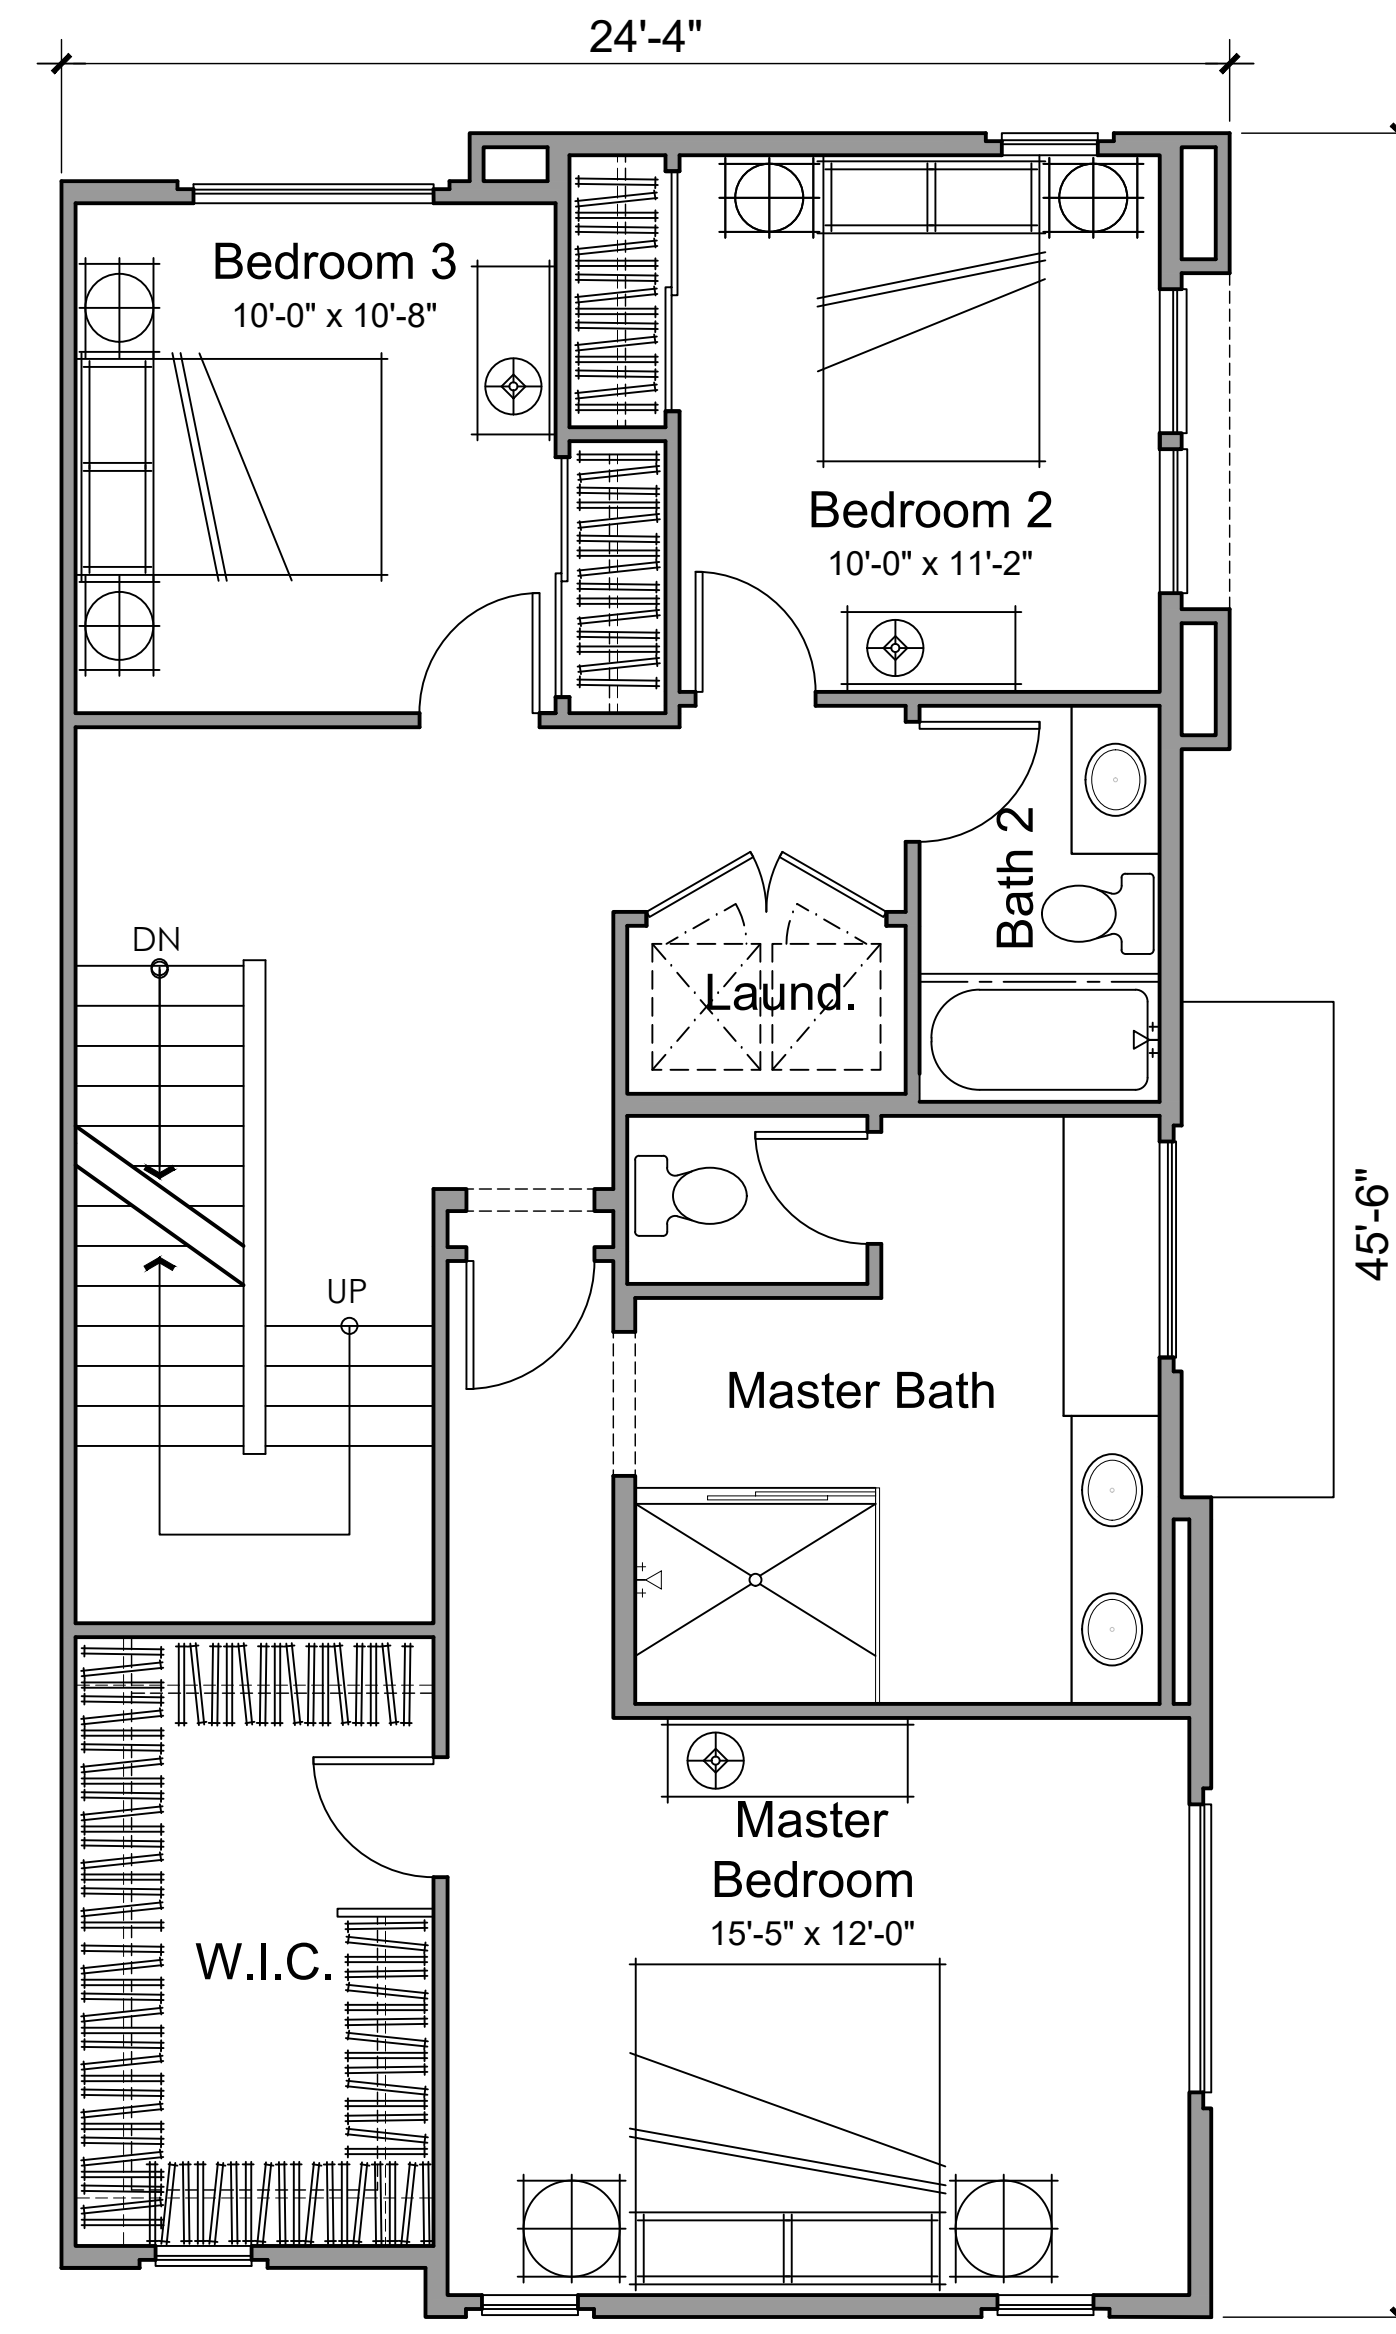 24'-4"
Bedroom 3
10'-0" x 10'-8"
Bedroom 2
10'-0" x 11'-2"
Bath 2
DN
Laund.
45'-6"
UP
Master Bath
Master
Bedroom
15'-5" x 12'-0"
W.I.C.